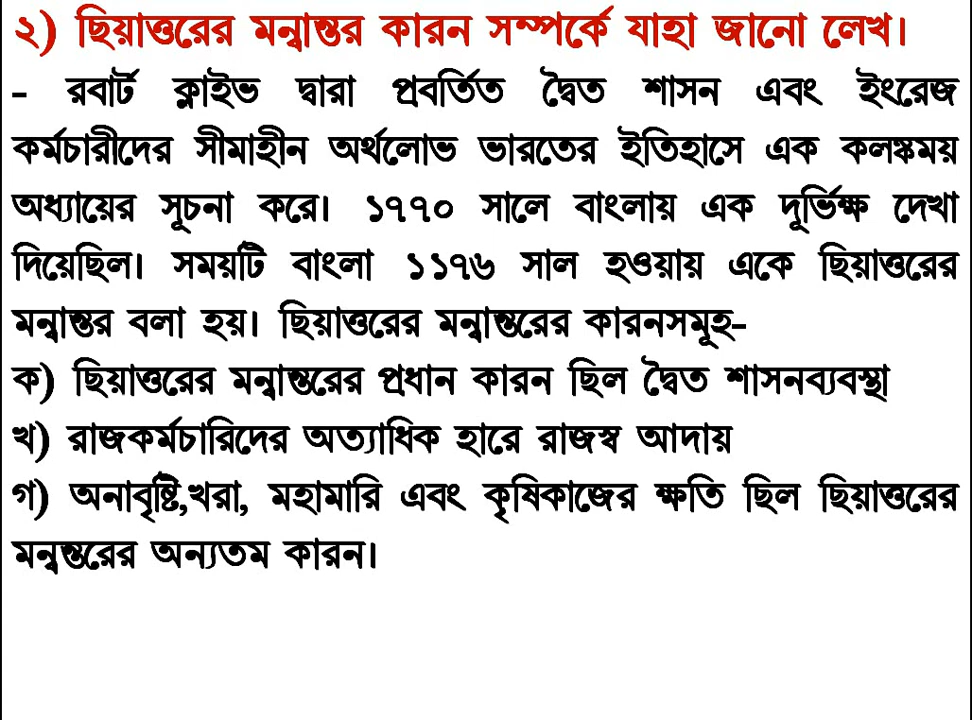 ২) ছিয়াত্তরের মন্বান্তর কারন সম্পর্কে যাহা জানো লেখ।
- রবার্ট ক্লাইভ দ্বারা প্রবর্তিত দ্বৈত শাসন এবং ইংরেজ
কর্মচারীদের সীমাহীন অর্থলোভ ভারতের ইতিহাসে এক কলঙ্কময়
অধ্যায়ের সূচনা করে। ১৭৭০ সালে বাংলায় এক দূর্ভিক্ষ দেখা
দিয়েছিল। সময়টি বাংলা ১১৭৬ সাল হওয়ায় একে ছিয়াত্তরের
মন্বান্তর বলা হয়। ছিয়াত্তরের মন্বান্তরের কারনসমূহ-
ক) ছিয়াত্তরের মন্বান্তরের প্রধান কারন ছিল দ্বৈত শাসনব্যবস্থা
খ) রাজকর্মচারিদের অত্যাধিক হারে রাজস্ব আদায়
গ) অনাবৃষ্টি,খরা, মহামারি এবং কৃষিকাজের ক্ষতি ছিল ছিয়াত্তরের
মন্বন্তরের অন্যতম কারন।